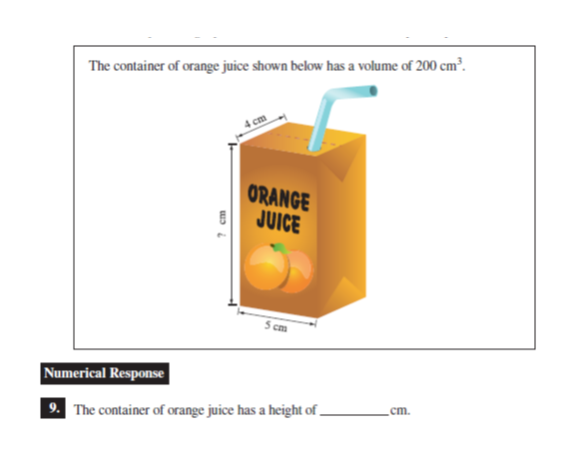 The container of orange juice shown below has a volume of 200 cm³.
4 cm
ORANGE
JUICE
? cm
5 cm
Numerical Response
9. The container of orange juice has a height of __________ cm.